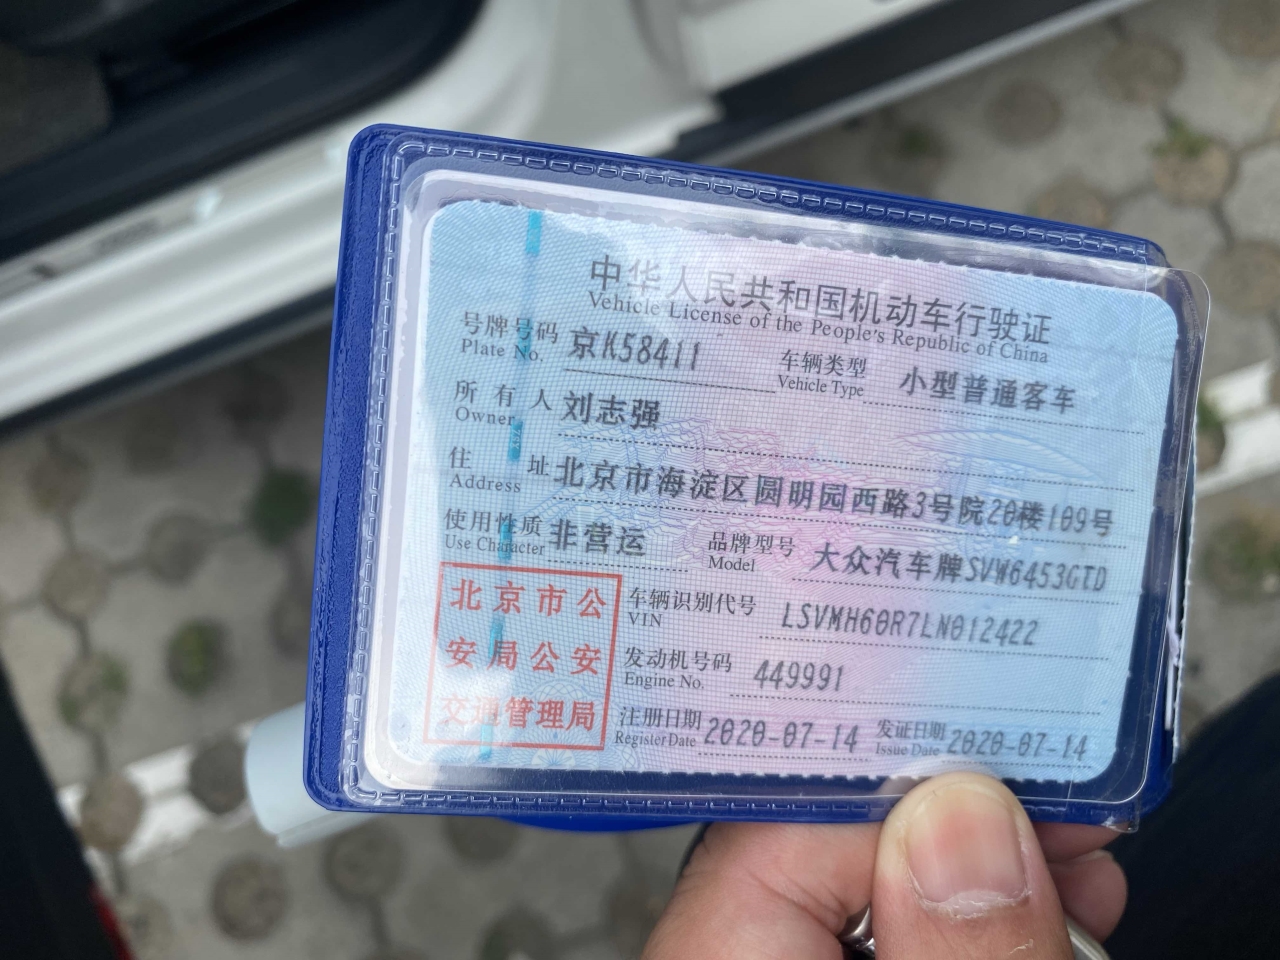 中华人民共和国机动车行驶证
Vehicle License of the People's Republic of China
号牌号码 京K58411 车辆类型 小型普通客车
Plate No. Vehicle Type
所有人 刘志强
Owner
住址 北京市海淀区圆明园西路3号院20楼109号
Address
使用性质 非营运 品牌型号 大众汽车牌SVW6453GTD
Use Character Model
北京市公
安局公安
交通管理局
车辆识别代号 LSVMH60R7LN012422
VIN
发动机号码 449991
Engine No.
注册日期 2020-07-14 发证日期 2020-07-14
Register Date Issue Date